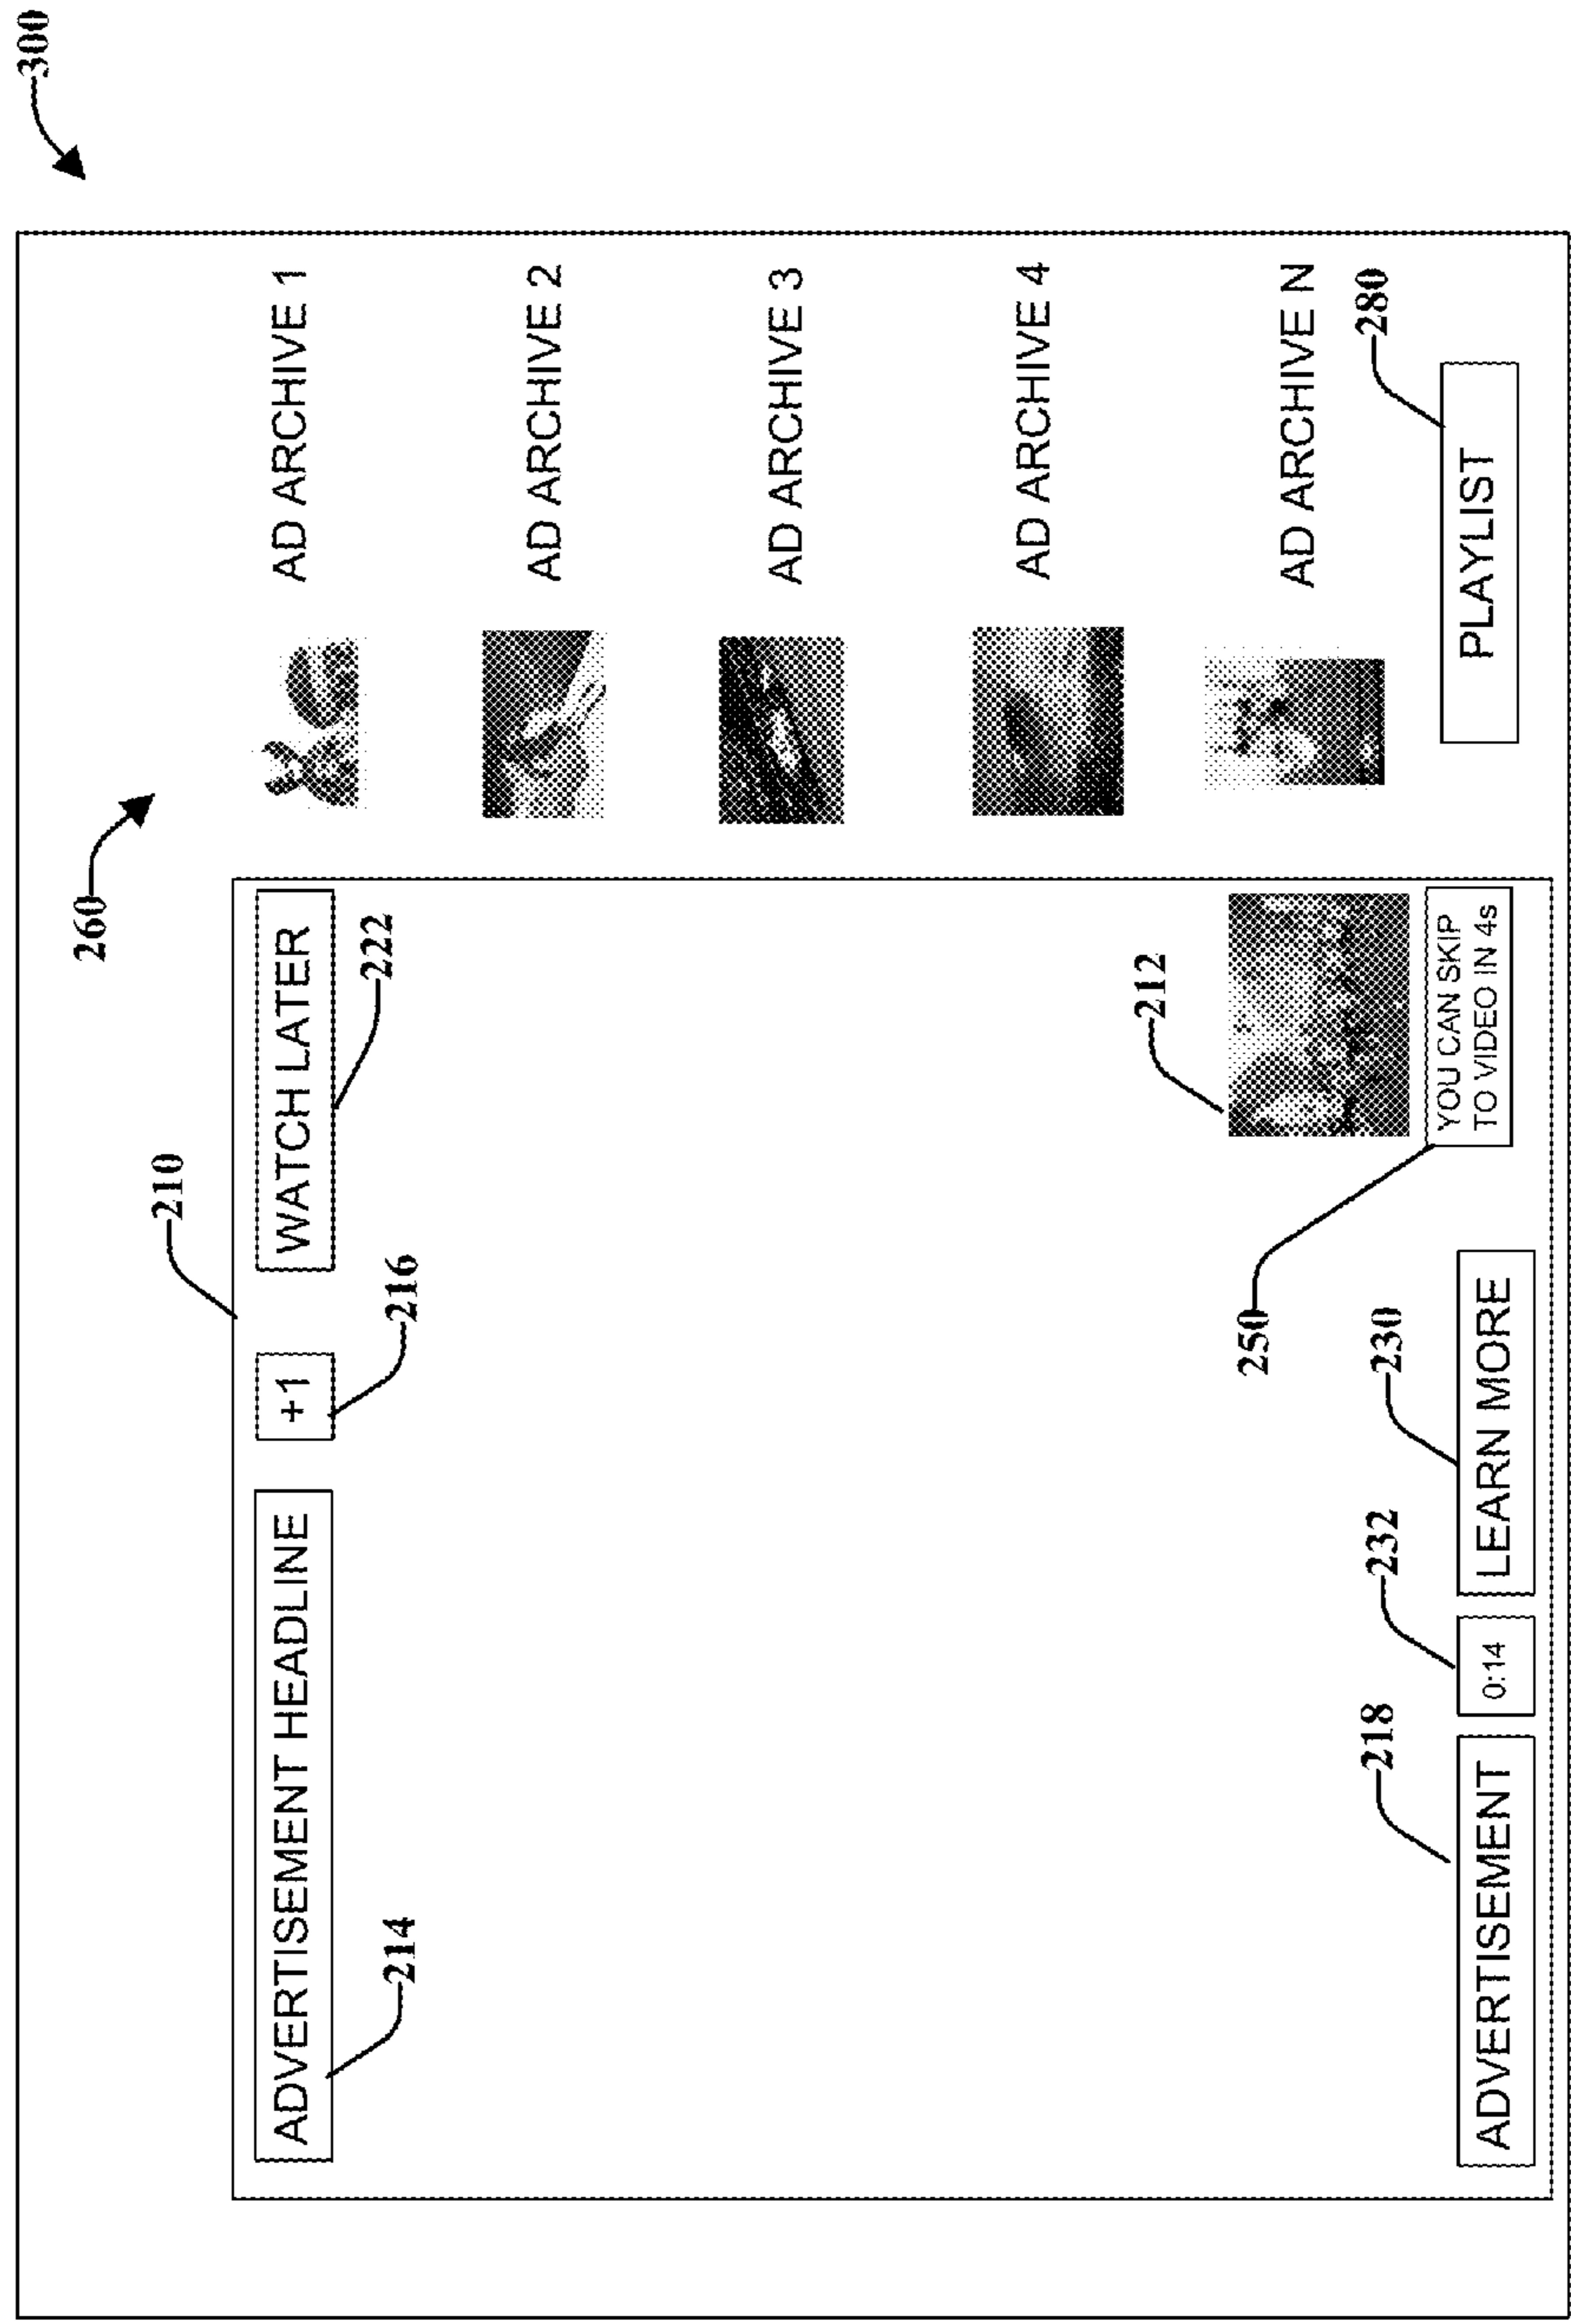 300
260
210
ADVERTISEMENT HEADLINE
+1
WATCH LATER
214
216
222
AD ARCHIVE 1
AD ARCHIVE 2
AD ARCHIVE 3
AD ARCHIVE 4
AD ARCHIVE N
212
250
YOU CAN SKIP
TO VIDEO IN 4s
218
232
230
280
ADVERTISEMENT
0:14
LEARN MORE
PLAYLIST